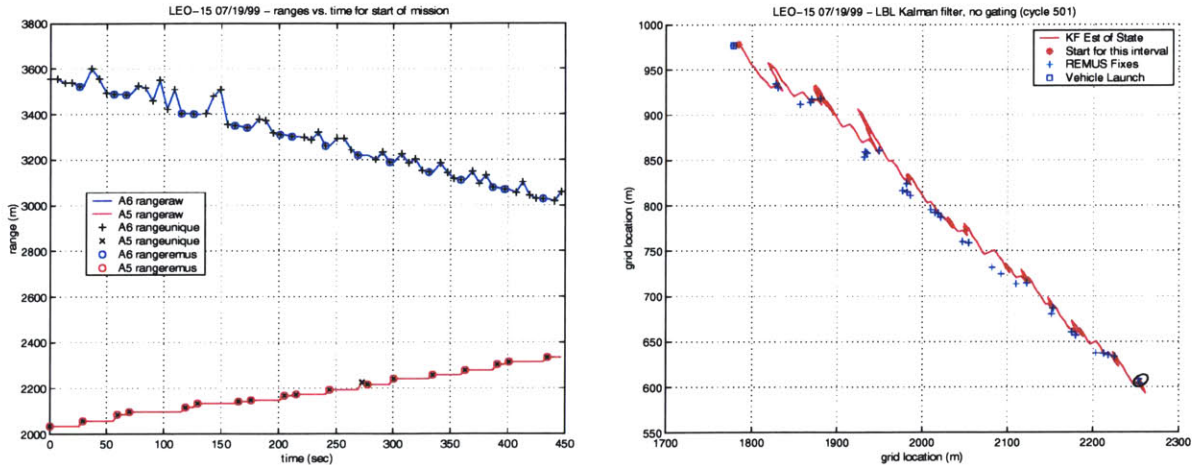 LEO-15 07/19/99 - ranges vs. time for start of mission
3800
3600
3400
3200
3000
2800
2600
2400
2200
2000
range (m)
A6 rangeraw
A5 rangeraw
A6 rangeunique
A5 rangeunique
A6 rangeremus
A5 rangeremus
0 50 100 150 200 250 300 350 400 450
time (sec)
LEO-15 07/19/99 - LBL Kalman filter, no gating (cycle 501)
1000
950
900
850
800
750
700
650
600
550
grid location (m)
KF Est of State
Start for this interval
REMUS Fixes
Vehicle Launch
1700 1800 1900 2000 2100 2200 2300
grid location (m)